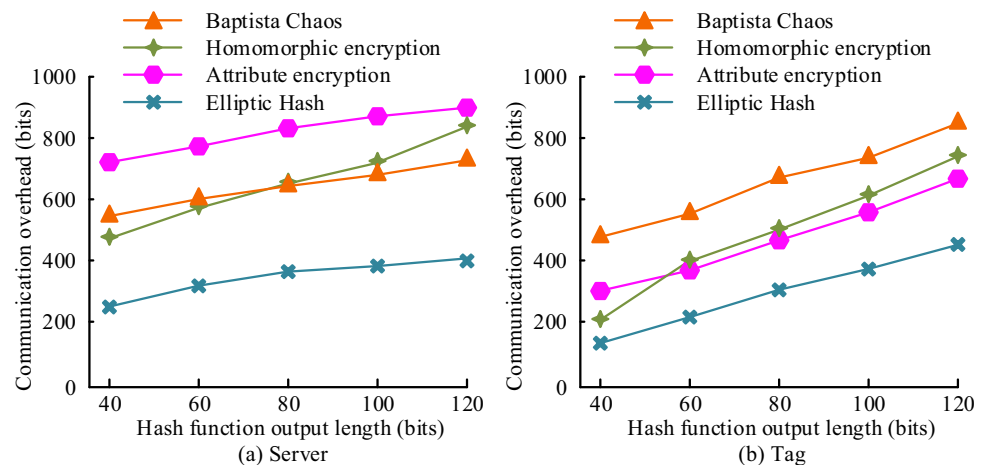 Baptista Chaos
Homomorphic encryption
Attribute encryption
Elliptic Hash
Communication overhead (bits)
1000
800
600
400
200
0
40
60
80
100
120
Hash function output length (bits)
(a) Server
Baptista Chaos
Homomorphic encryption
Attribute encryption
Elliptic Hash
Communication overhead (bits)
1000
800
600
400
200
0
40
60
80
100
120
Hash function output length (bits)
(b) Tag